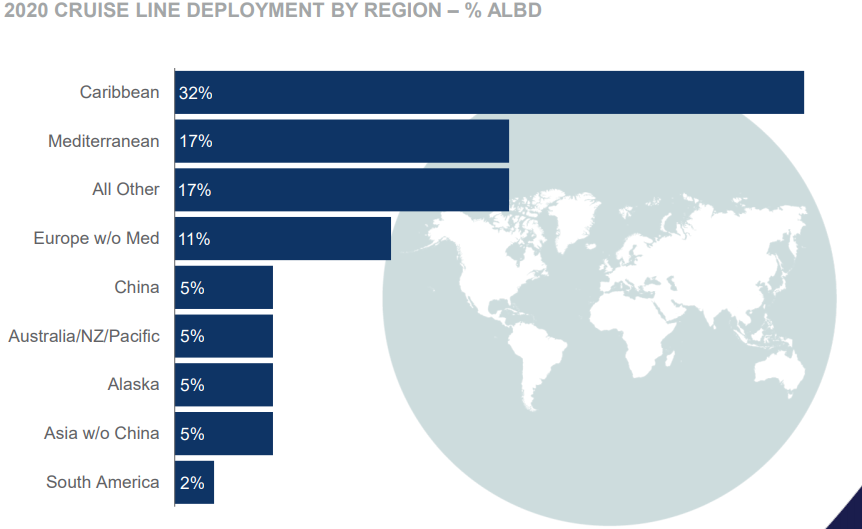 2020 CRUISE LINE DEPLOYMENT BY REGION – % ALBD
Caribbean 32%
Mediterranean 17%
All Other 17%
Europe w/o Med 11%
China 5%
Australia/NZ/Pacific 5%
Alaska 5%
Asia w/o China 5%
South America 2%